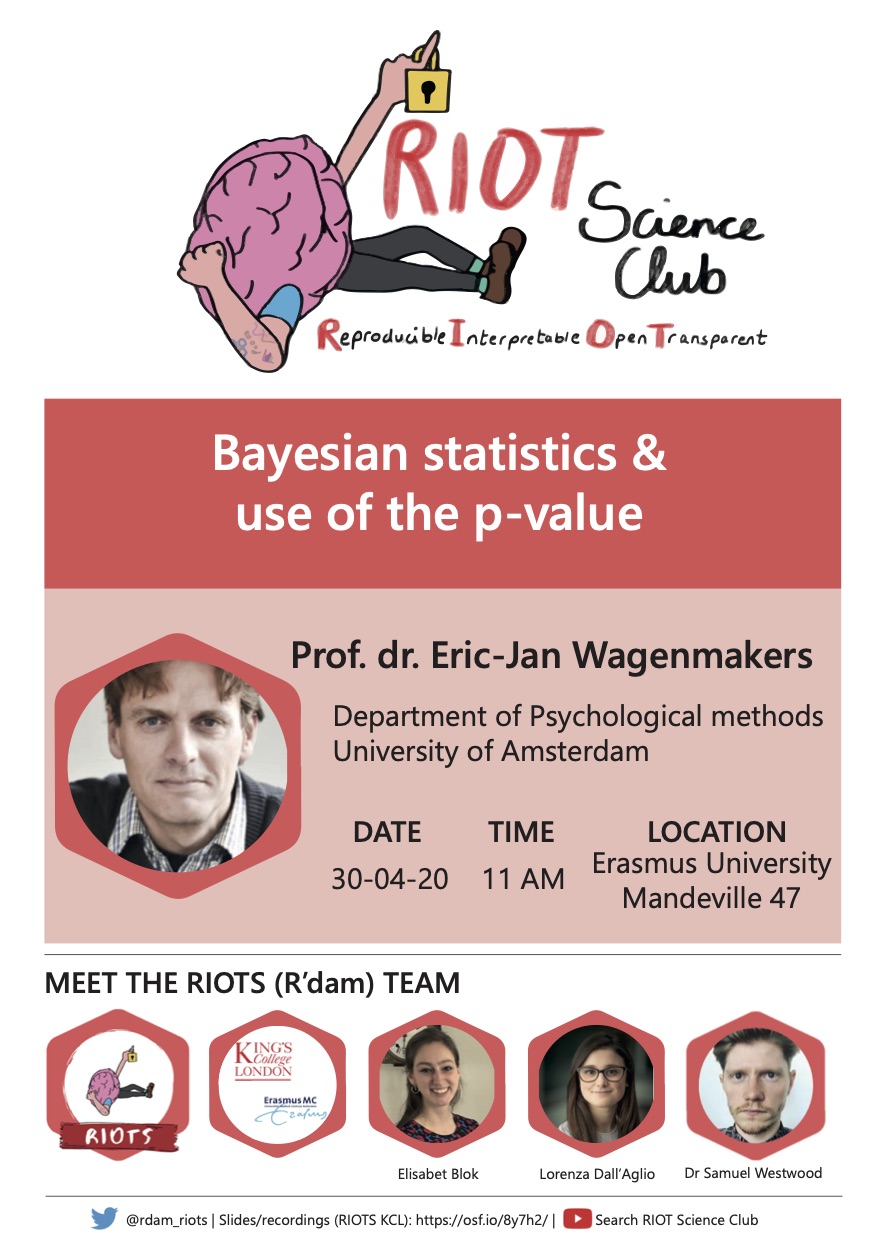 RIOT
Science
Club
Reproducible Interpretable Open Transparent
Bayesian statistics &
use of the p-value
Prof. dr. Eric-Jan Wagenmakers
Department of Psychological methods
University of Amsterdam
DATE TIME LOCATION
30-04-20 11 AM Erasmus University
Mandeville 47
MEET THE RIOTS (R'dam) TEAM
RIOTS
KING'S
College
LONDON
Erasmus MC
Erasmus
Elisabet Blok
Lorenza Dall'Aglio
Dr Samuel Westwood
@rdam_riots | Slides/recordings (RIOTS KCL): https://osf.io/8y7h2/ | Search RIOT Science Club